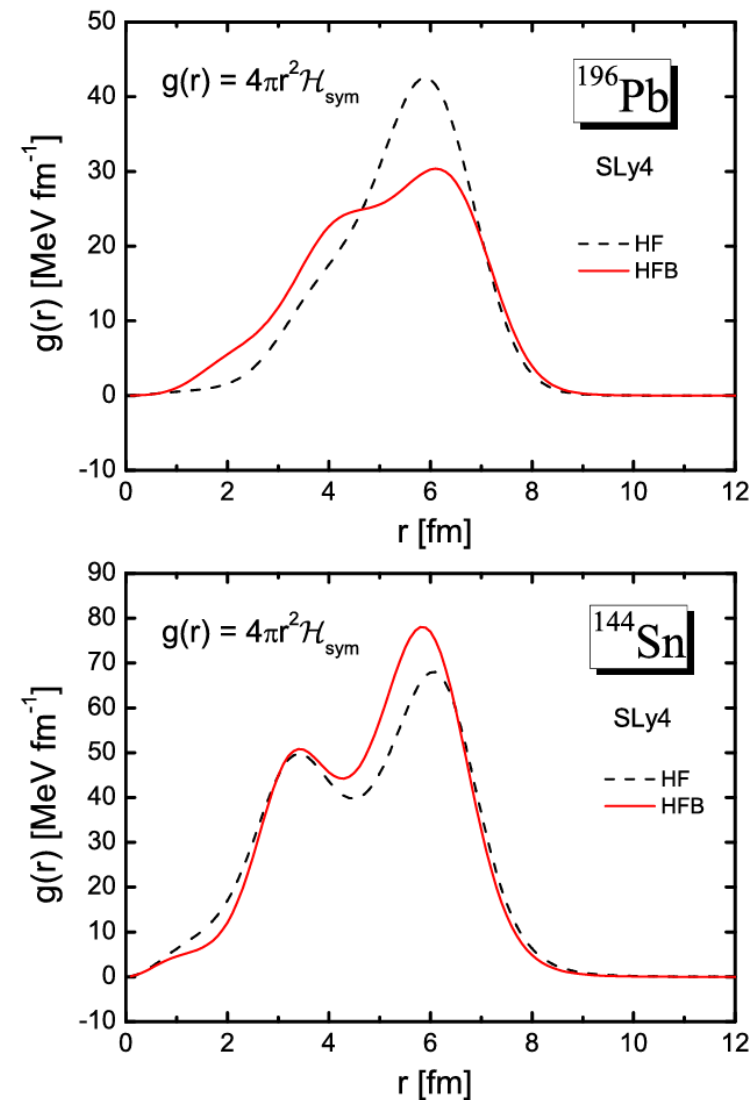 50
40
30
20
10
0
-10
g(r) [MeV fm⁻¹]
g(r) = 4πr²ℋsym
¹⁹⁶Pb
SLy4
HF
HFB
0 2 4 6 8 10 12
r [fm]
90
80
70
60
50
40
30
20
10
0
-10
g(r) [MeV fm⁻¹]
g(r) = 4πr²ℋsym
¹⁴⁴Sn
SLy4
HF
HFB
0 2 4 6 8 10 12
r [fm]